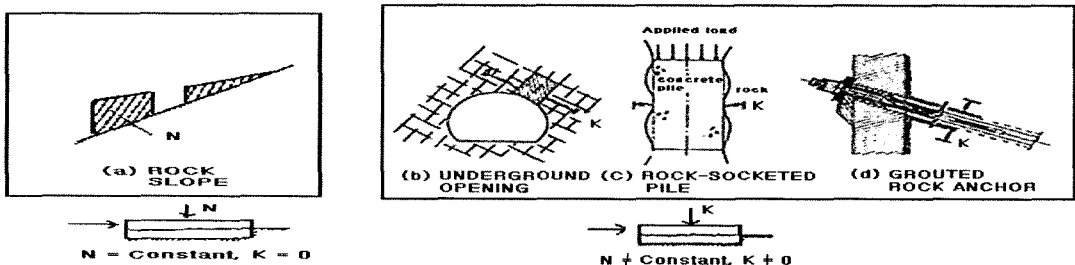 N
(a) ROCK
SLOPE
N
N = Constant, K = 0
K
(b) UNDERGROUND
OPENING
Applied load
concrete
pile
rock
K
(c) ROCK-SOCKETED
PILE
T
K
(d) GROUTED
ROCK ANCHOR
K
N ≠ Constant, K ≠ 0